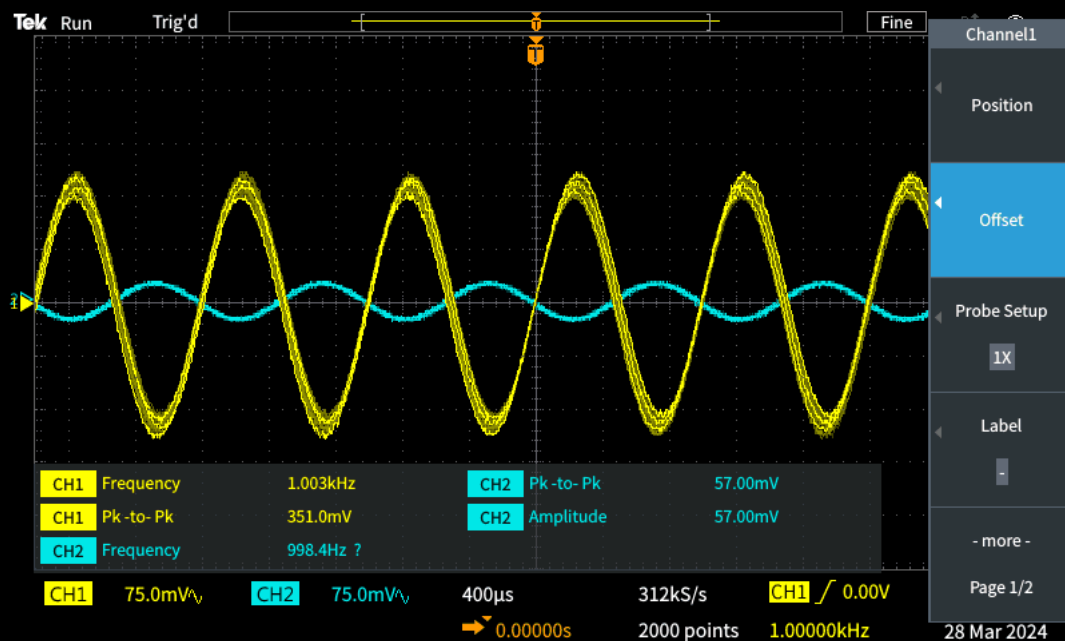 Tek Run Trig'd T Fine
Channel1
T
Position
Offset
2
1
Probe Setup
1X
Label
-
CH1 Frequency 1.003kHz CH2 Pk-to-Pk 57.00mV
CH1 Pk-to-Pk 351.0mV CH2 Amplitude 57.00mV
CH2 Frequency 998.4Hz ?
- more -
Page 1/2
CH1 75.0mV CH2 75.0mV 400µs 312kS/s CH1 0.00V
0.00000s 2000 points 1.00000kHz 28 Mar 2024